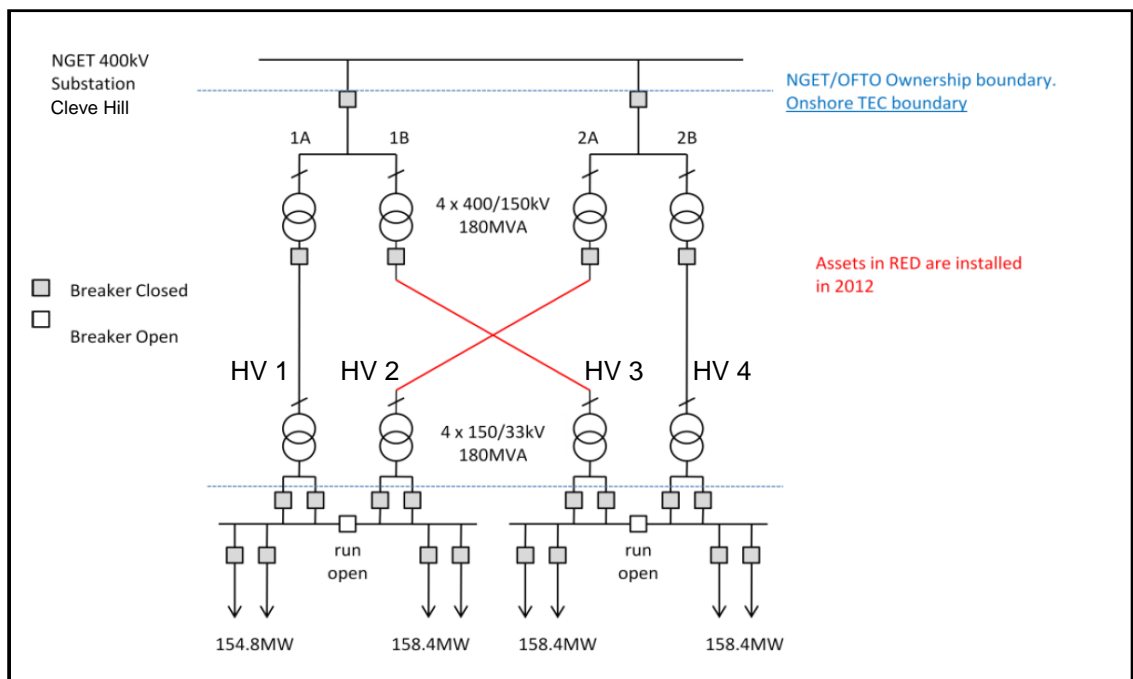 NGET 400kV
Substation
Cleve Hill
NGET/OFTO Ownership boundary.
Onshore TEC boundary
1A
1B
2A
2B
4 x 400/150kV
180MVA
Assets in RED are installed
in 2012
Breaker Closed
Breaker Open
HV 1
HV 2
HV 3
HV 4
4 x 150/33kV
180MVA
run
open
run
open
154.8MW
158.4MW
158.4MW
158.4MW